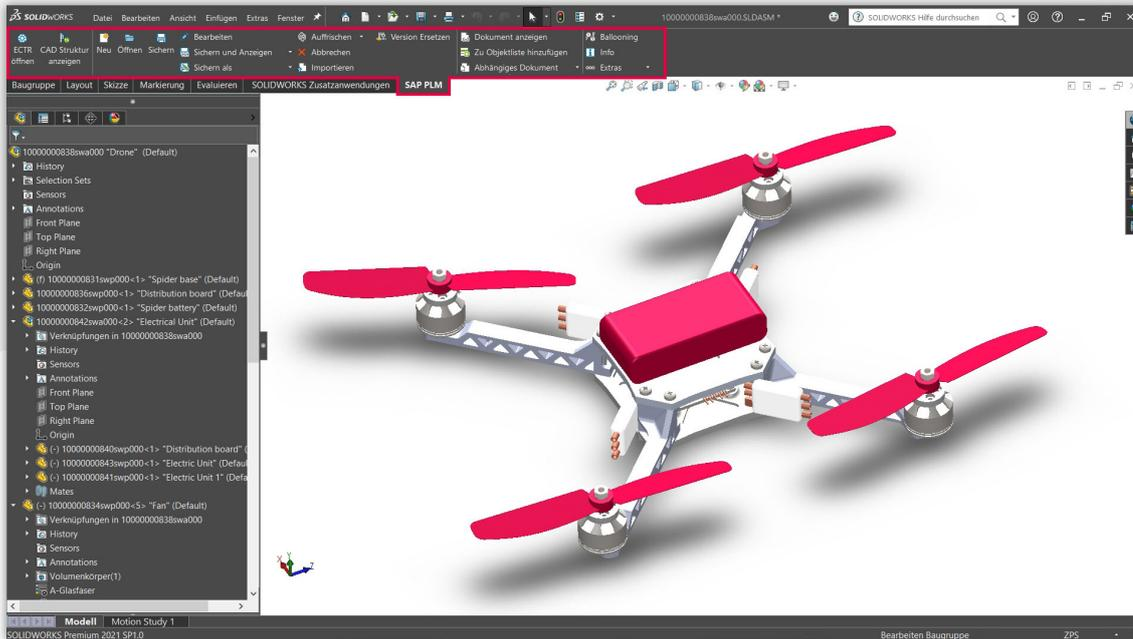 SOLIDWORKS Datei Bearbeiten Ansicht Einfügen Extras Fenster 10000000838swa000.SLDASM * SOLIDWORKS Hilfe durchsuchen
ECTR öffnen
CAD Struktur anzeigen
Neu Öffnen Sichern
Bearbeiten
Sichern und Anzeigen
Sichern als
Auffrischen
Abbrechen
Importieren
Version Ersetzen
Dokument anzeigen
Zu Objektliste hinzufügen
Abhängiges Dokument
Ballooning
Info
Extras
Baugruppe Layout Skizze Markierung Evaluieren SOLIDWORKS Zusatzanwendungen SAP PLM
10000000838swa000 "Drone" (Default)
History
Selection Sets
Sensors
Annotations
Front Plane
Top Plane
Right Plane
Origin
(f) 10000000831swp000<1> "Spider base" (Default)
10000000836swp000<1> "Distribution board" (Defaul
10000000832swp000<1> "Spider battery" (Default)
10000000842swa000<2> "Electrical Unit" (Default)
Verknüpfungen in 10000000838swa000
History
Sensors
Annotations
Front Plane
Top Plane
Right Plane
Origin
(-) 10000000840swp000<1> "Distribution board" (
(-) 10000000843swp000<1> "Electric Unit" (Defaul
(-) 10000000841swp000<1> "Electric Unit 1" (Defa
Mates
(-) 10000000834swp000<5> "Fan" (Default)
Verknüpfungen in 10000000838swa000
History
Sensors
Annotations
Volumenkörper(1)
A-Glasfaser
X Y Z
Modell Motion Study 1
SOLIDWORKS Premium 2021 SP1.0 Bearbeiten Baugruppe ZPS